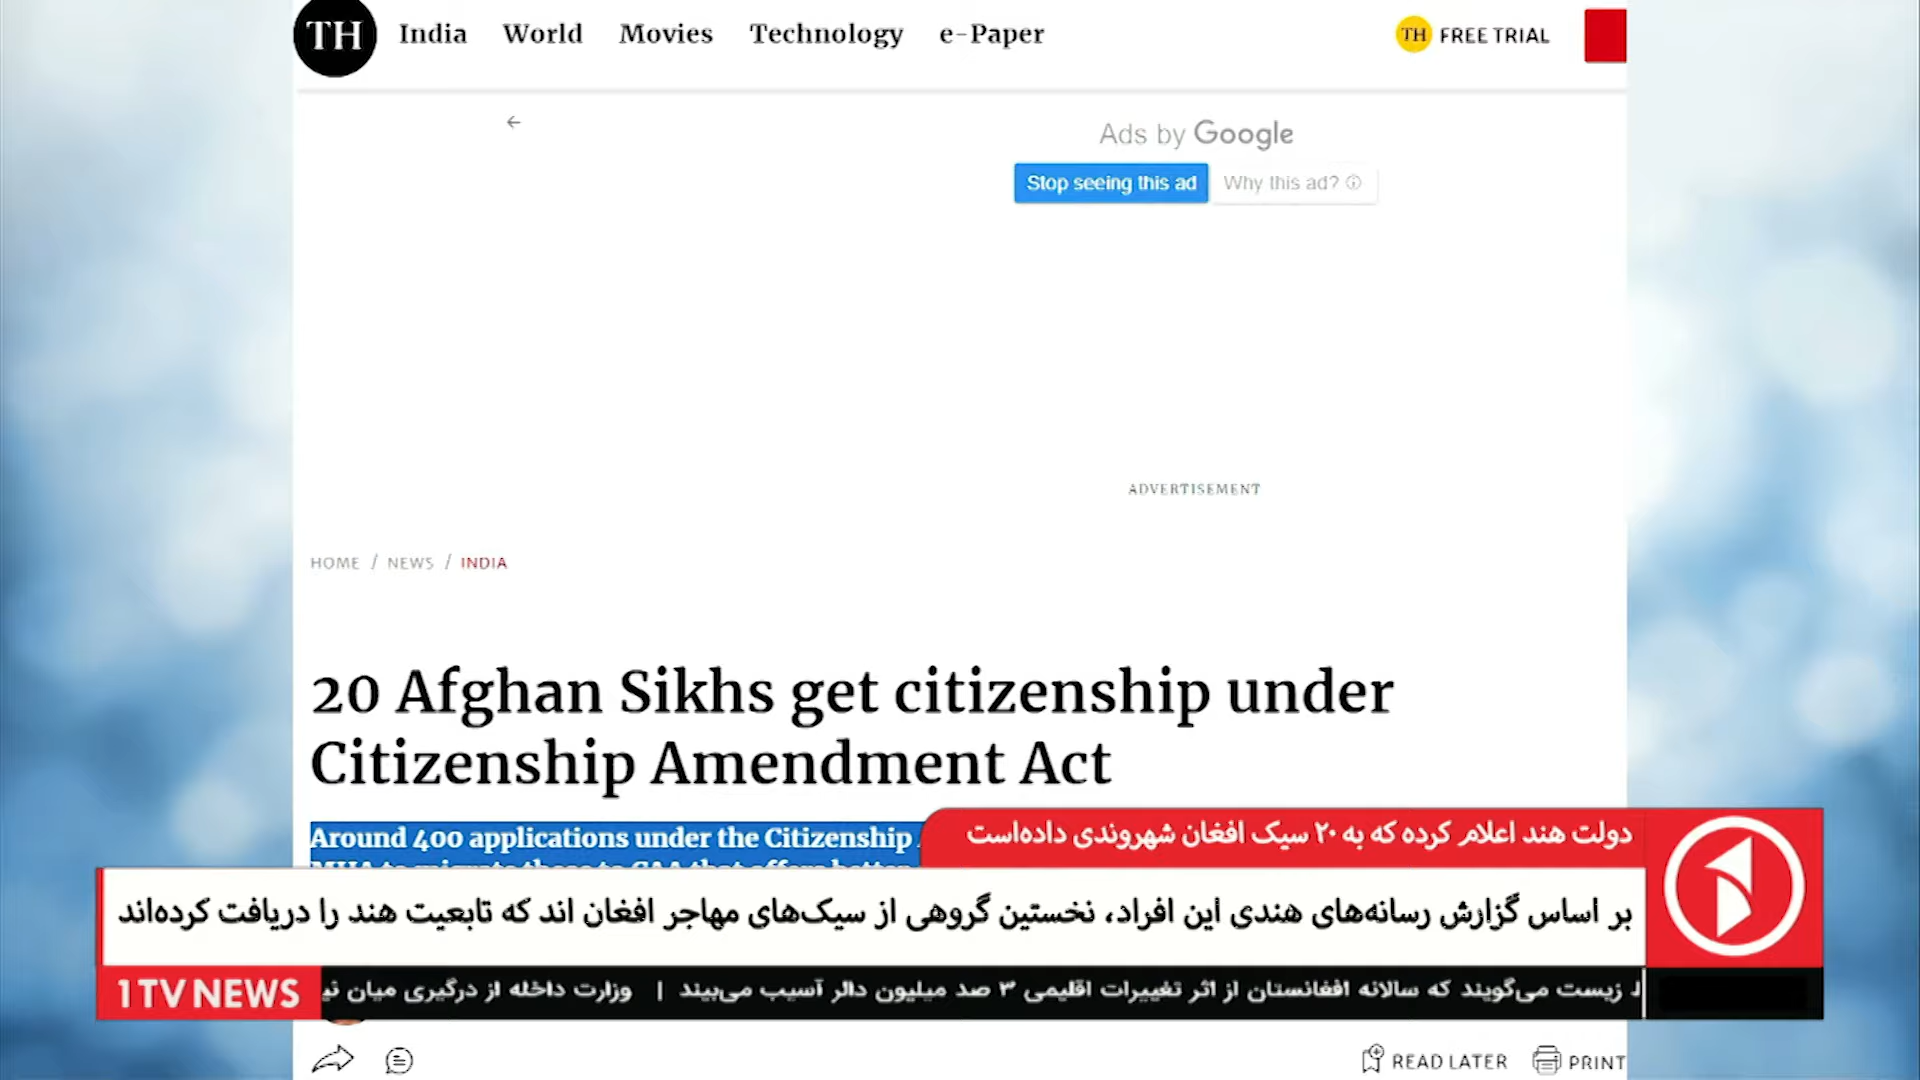 TH India World Movies Technology e-Paper TH FREE TRIAL
Ads by Google
Stop seeing this ad Why this ad?
ADVERTISEMENT
HOME / NEWS / INDIA
20 Afghan Sikhs get citizenship under
Citizenship Amendment Act
Around 400 applications under the Citizenship
دولت هند اعلام کرده که به ۲۰ سیک افغان شهروندی داده‌است
بر اساس گزارش رسانه‌های هندی این افراد، نخستین گروهی از سیک‌های مهاجر افغان اند که تابعیت هند را دریافت کرده‌اند
1TV NEWS
زیست می‌گویند که سالانه افغانستان از اثر تغییرات اقلیمی ۳ صد میلیون دالر آسیب می‌بیند | وزارت داخله از درگیری میان
READ LATER PRINT